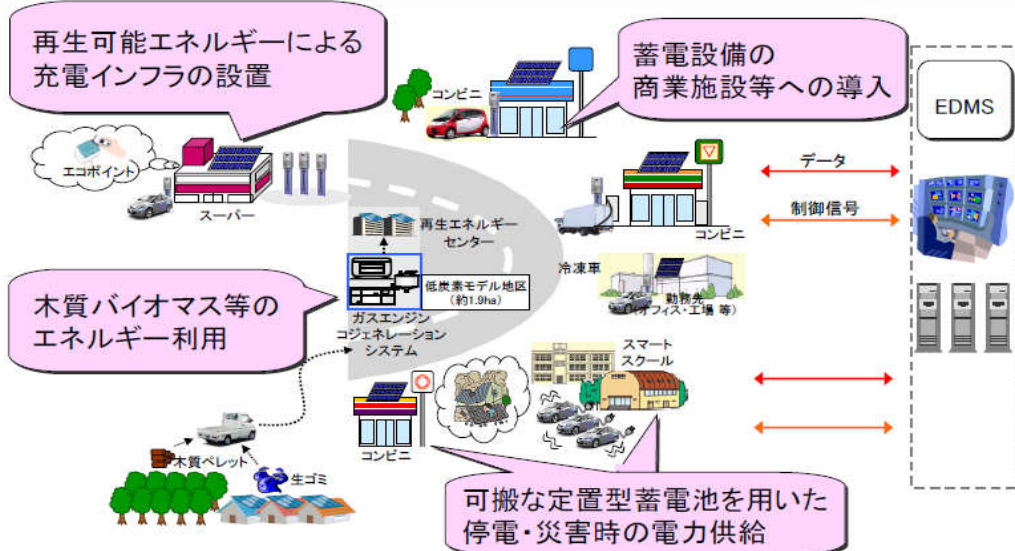 再生可能エネルギーによる
充電インフラの設置
蓄電設備の
商業施設等への導入
コンビニ
EDMS
エコポイント
スーパー
データ
制御信号
コンビニ
再生エネルギー
センター
冷凍車
低炭素モデル地区
(約1.9ha)
勤務先
(オフィス・工場 等)
木質バイオマス等の
エネルギー利用
ガスエンジン
コジェネレーション
システム
スマート
スクール
コンビニ
木質ペレット
生ゴミ
可搬な定置型蓄電池を用いた
停電・災害時の電力供給